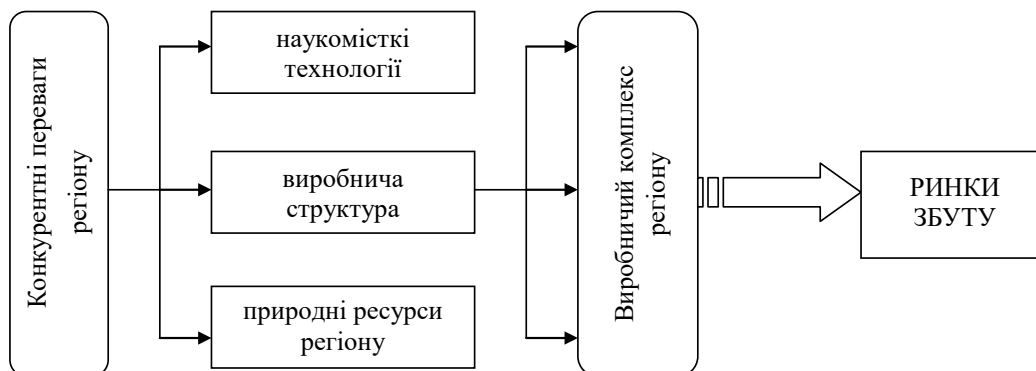 Конкурентні переваги
регіону
наукомісткі
технології
виробнича
структура
природні ресурси
регіону
Виробничий комплекс
регіону
РИНКИ
ЗБУТУ